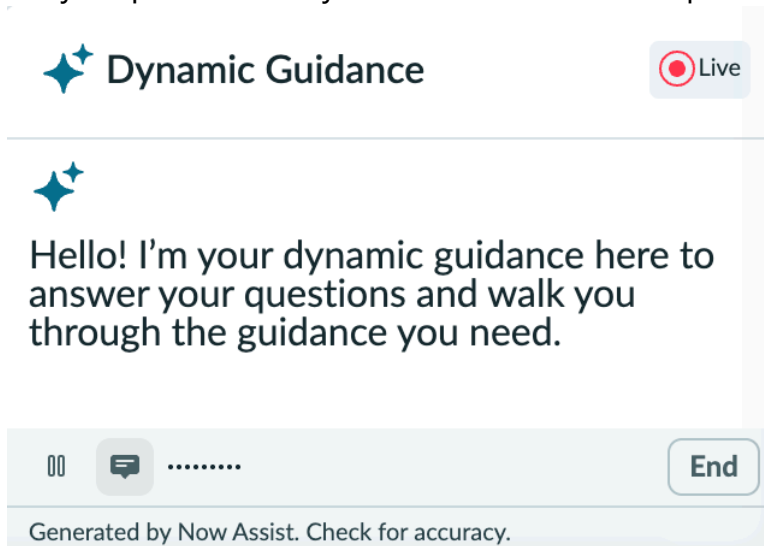 Dynamic Guidance
Live
Hello! I’m your dynamic guidance here to
answer your questions and walk you
through the guidance you need.
End
Generated by Now Assist. Check for accuracy.